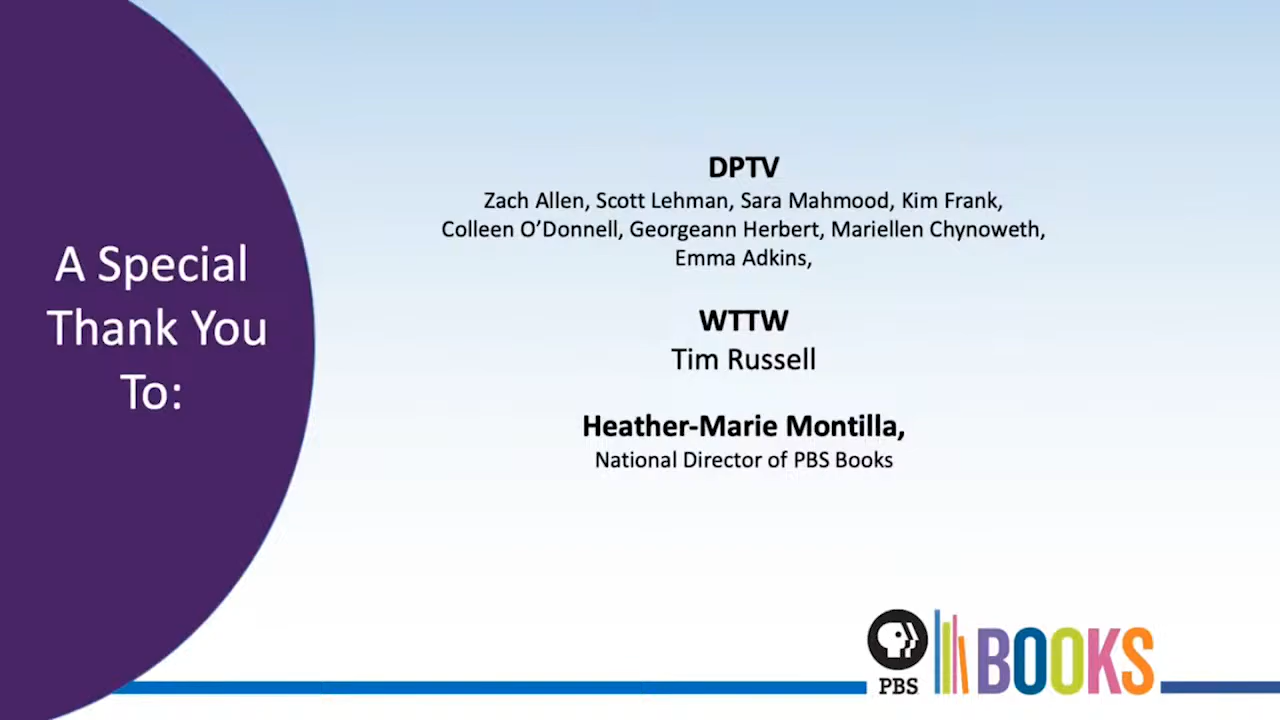 A Special
Thank You
To:
DPTV
Zach Allen, Scott Lehman, Sara Mahmood, Kim Frank,
Colleen O’Donnell, Georgeann Herbert, Mariellen Chynoweth,
Emma Adkins,
WTTW
Tim Russell
Heather-Marie Montilla,
National Director of PBS Books
PBS
BOOKS